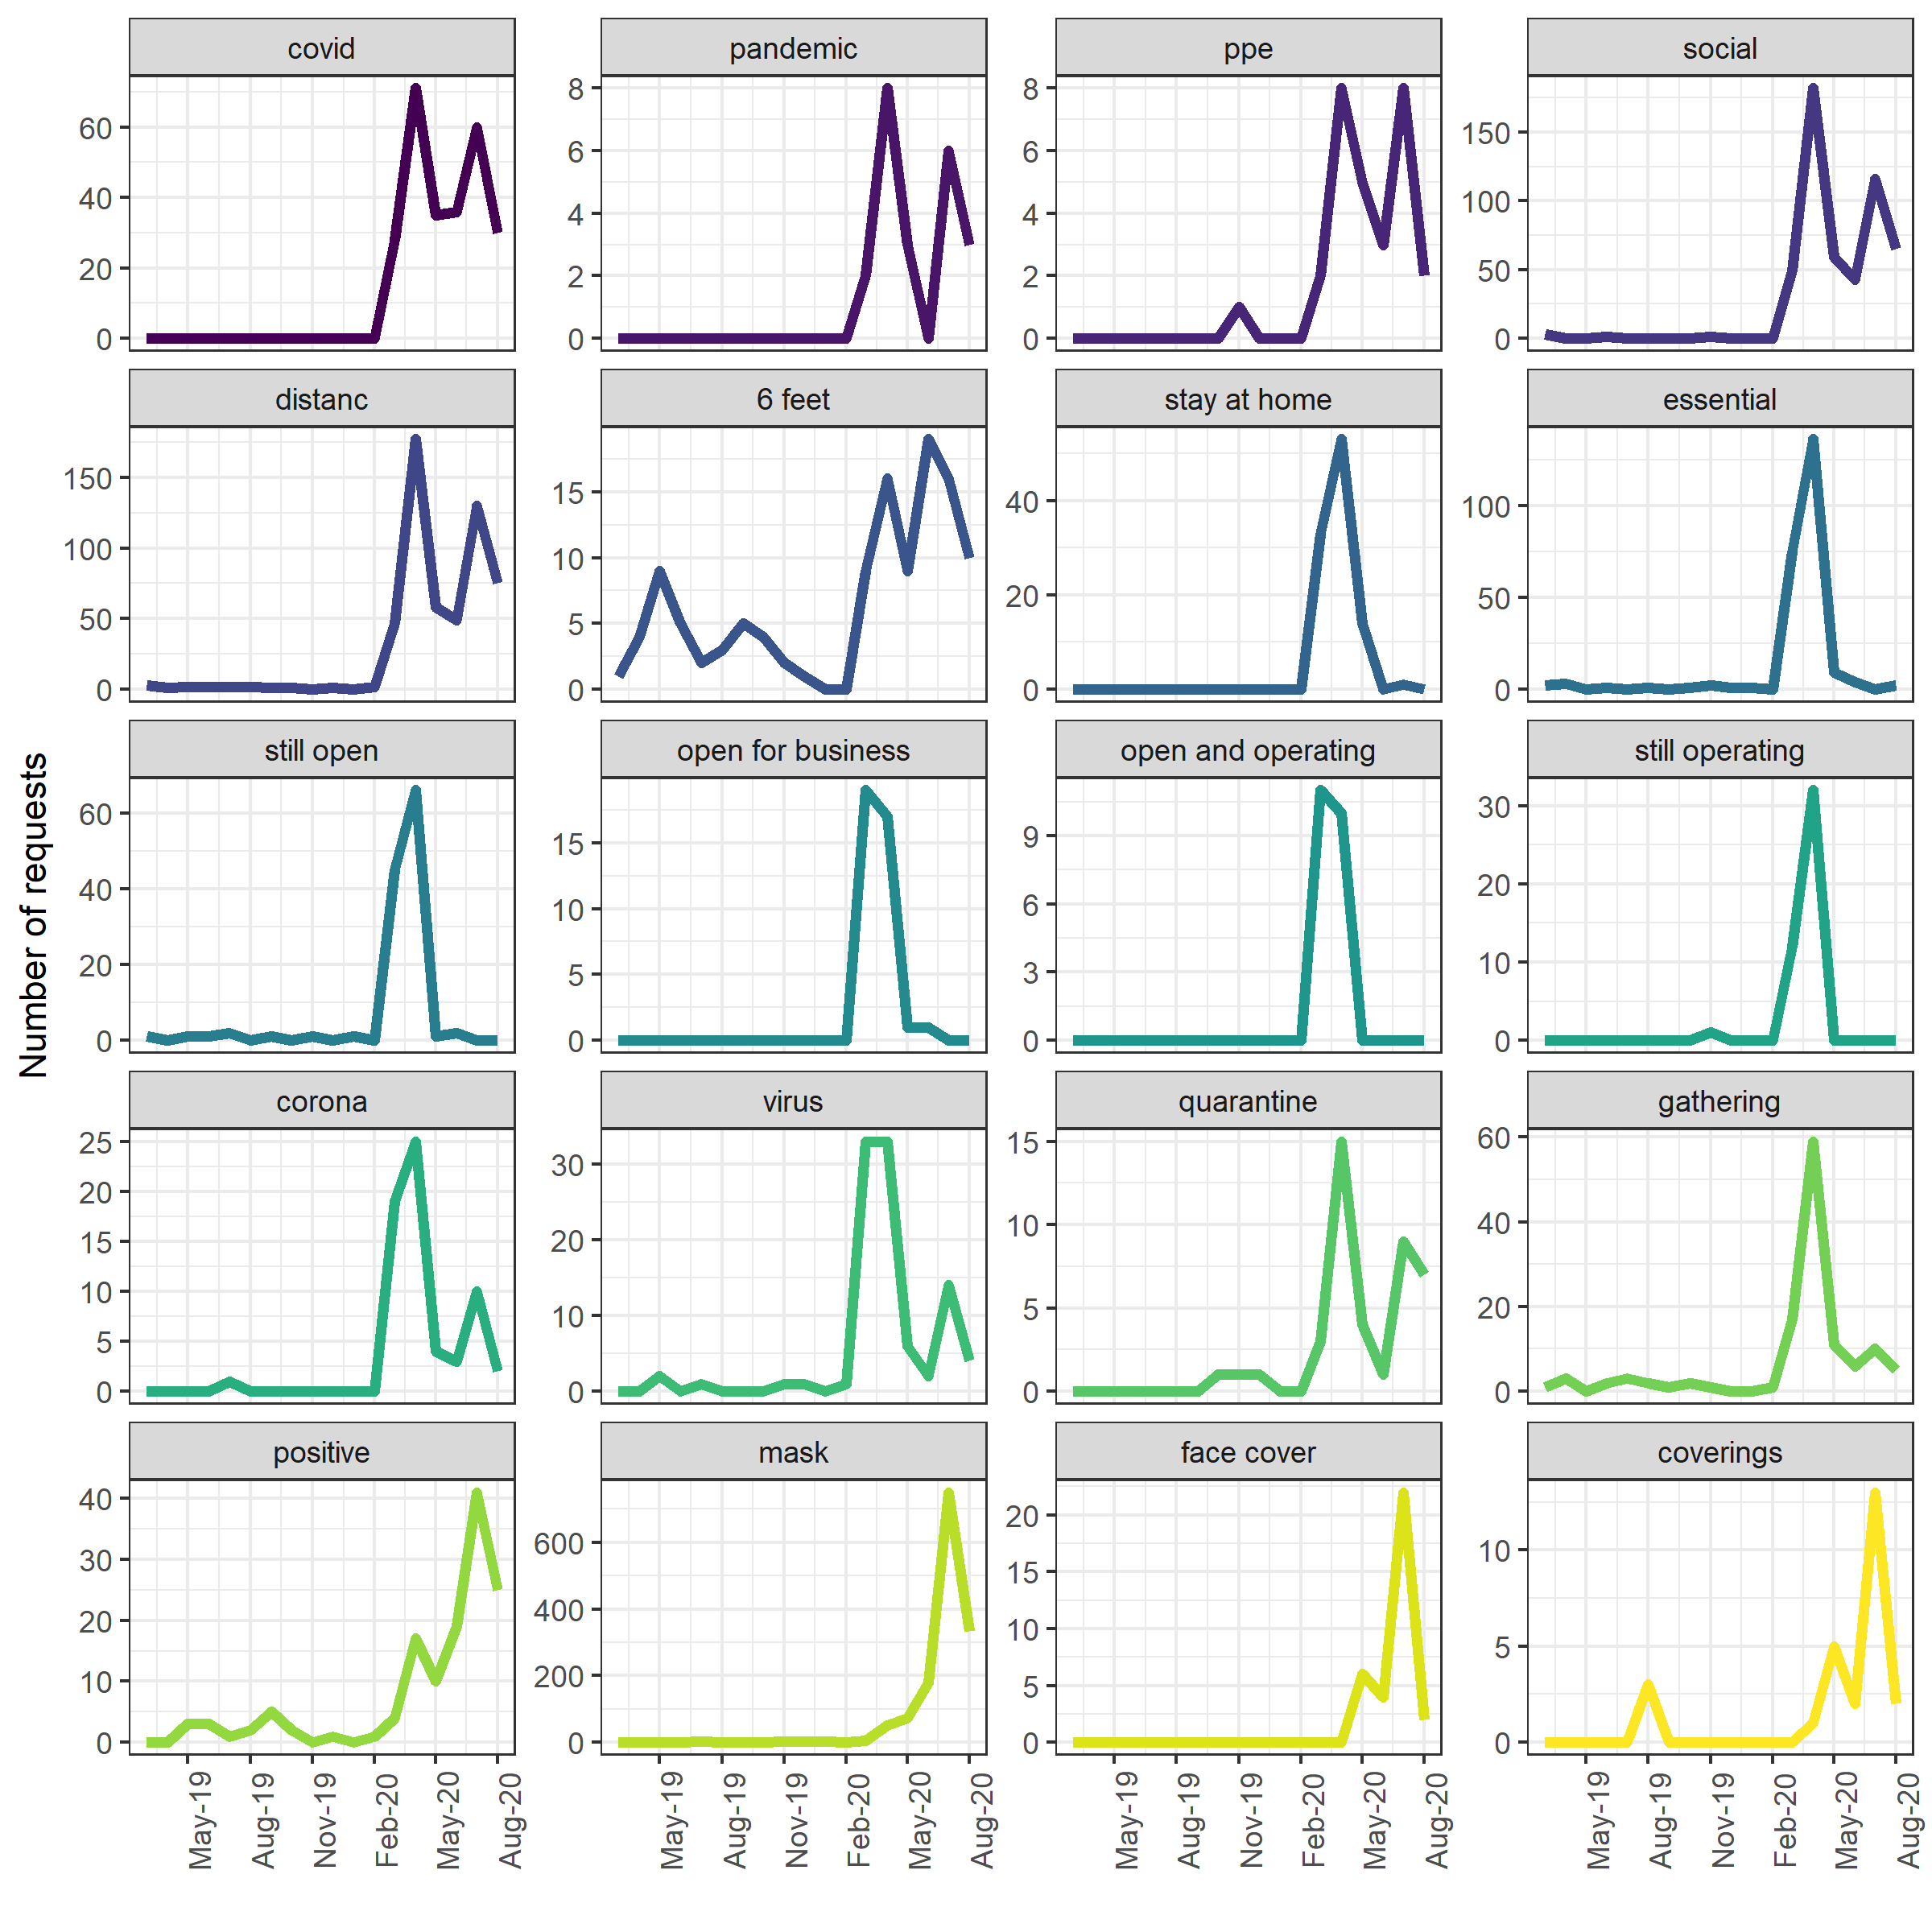 covid pandemic ppe social
60 8 8 150
40 6 6 100
20 4 4 50
0 2 2 0
0 0
distanc 6 feet stay at home essential
150 15 40 100
100 10 20 50
50 5 0 0
0 0
still open open for business open and operating still operating
60 15 9 30
40 10 6 20
20 5 3 10
0 0 0 0
corona virus quarantine gathering
25 30 15 60
20 20 10 40
15 10 5 20
10 0 0 0
5
0
positive mask face cover coverings
40 600 20 10
30 400 15 5
20 200 10 0
10 0 5
0 0
May-19 Aug-19 Nov-19 Feb-20 May-20 Aug-20
May-19 Aug-19 Nov-19 Feb-20 May-20 Aug-20
May-19 Aug-19 Nov-19 Feb-20 May-20 Aug-20
May-19 Aug-19 Nov-19 Feb-20 May-20 Aug-20
Number of requests